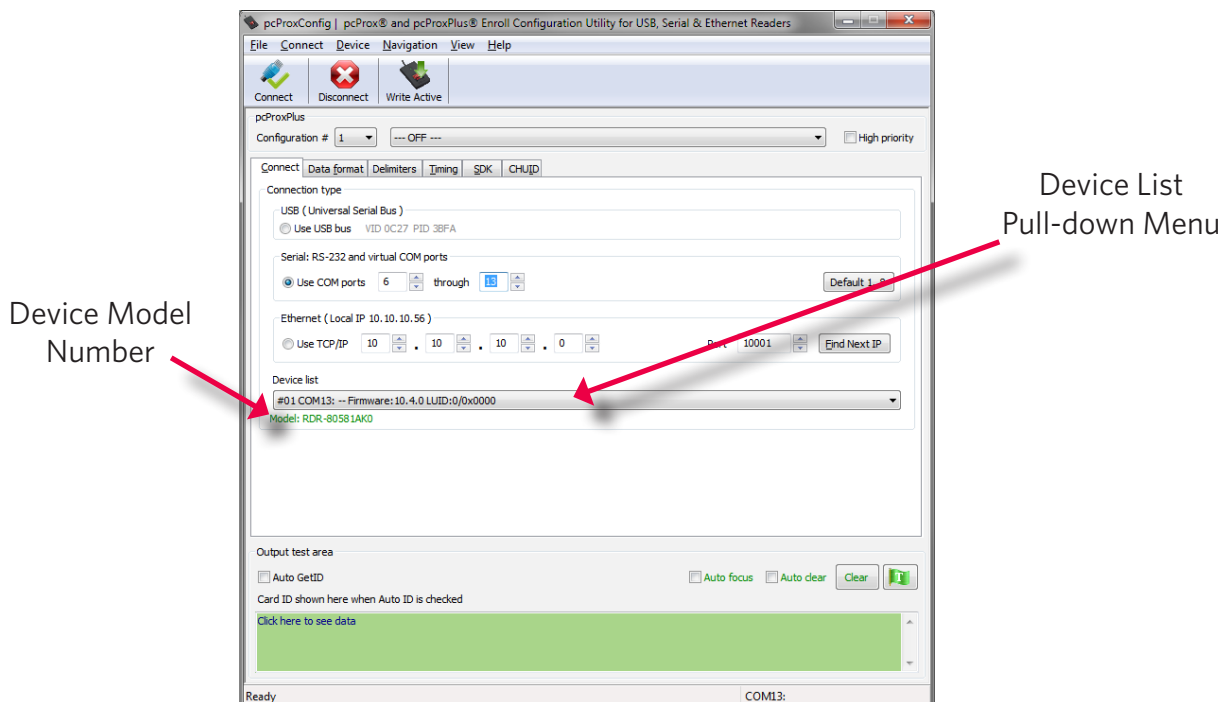 pcProxConfig | pcProx® and pcProxPlus® Enroll Configuration Utility for USB, Serial & Ethernet Readers
File Connect Device Navigation View Help
Connect Disconnect Write Active
pcProxPlus
Configuration # 1 --- OFF --- High priority
Connect Data format Delimiters Timing SDK CHUID
Connection type
USB ( Universal Serial Bus )
Use USB bus VID 0C27 PID 3BFA
Serial: RS-232 and virtual COM ports
Use COM ports 6 through 13 Default 1..8
Ethernet ( Local IP 10.10.10.56 )
Use TCP/IP 10 . 10 . 10 . 0 10001 Find Next IP
Device list
#01 COM13: -- Firmware:10.4.0 LUID:0/0x0000
Model: RDR-80581AK0
Output test area
Auto GetID Auto focus Auto clear Clear T
Card ID shown here when Auto ID is checked
Click here to see data
Ready COM13:
Device Model
Number
Device List
Pull-down Menu